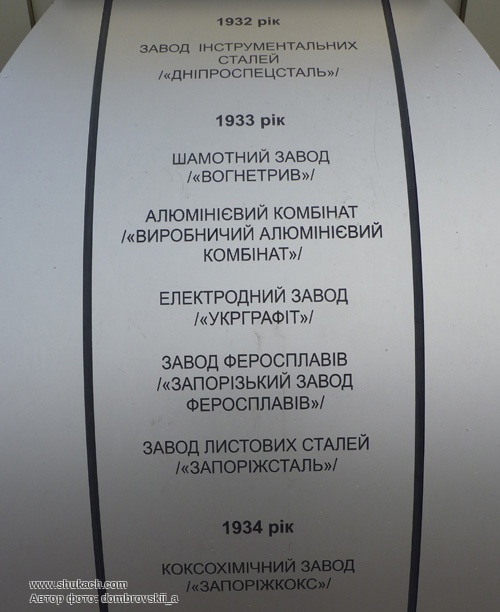 1932 рік
ЗАВОД ІНСТРУМЕНТАЛЬНИХ
СТАЛЕЙ
/«ДНІПРОСПЕЦСТАЛЬ»/
1933 рік
ШАМОТНИЙ ЗАВОД
/«ВОГНЕТРИВ»/
АЛЮМІНІЄВИЙ КОМБІНАТ
/«ВИРОБНИЧИЙ АЛЮМІНІЄВИЙ
КОМБІНАТ»/
ЕЛЕКТРОДНИЙ ЗАВОД
/«УКРГРАФІТ»/
ЗАВОД ФЕРОСПЛАВІВ
/«ЗАПОРІЗЬКИЙ ЗАВОД
ФЕРОСПЛАВІВ»/
ЗАВОД ЛИСТОВИХ СТАЛЕЙ
/«ЗАПОРІЖСТАЛЬ»/
1934 рік
КОКСОХІМІЧНИЙ ЗАВОД
/«ЗАПОРІЖКОКС»/
www.shukach.com
Автор фото: dombrovskii_a